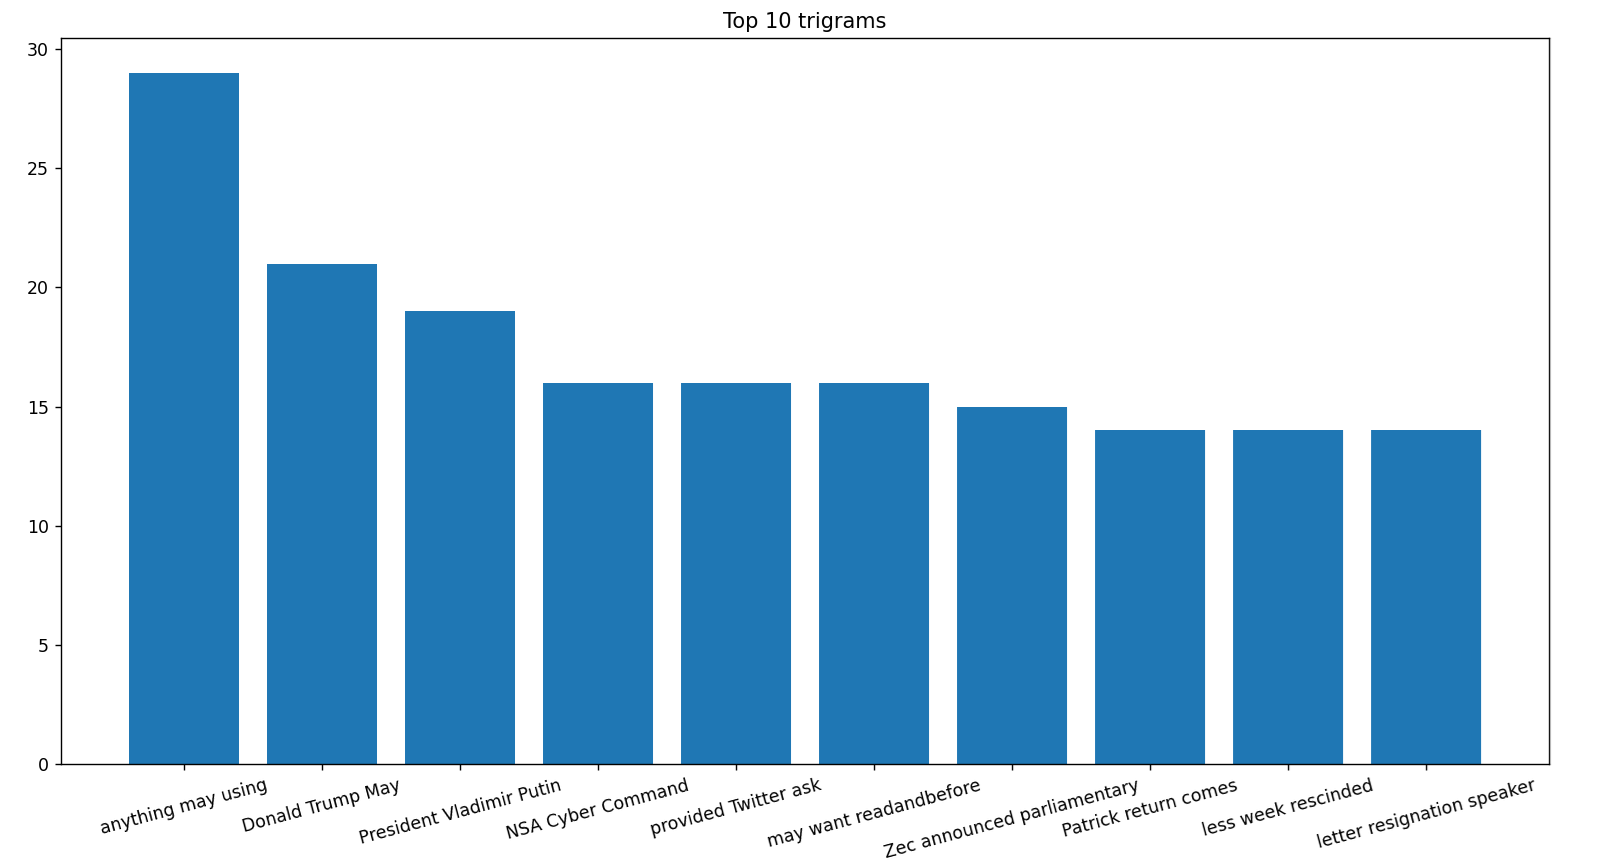 Top 10 trigrams
30
25
20
15
10
5
0
anything may using
Donald Trump May
President Vladimir Putin
NSA Cyber Command
provided Twitter ask
may want readandbefore
Zec announced parliamentary
Patrick return comes
less week rescinded
letter resignation speaker